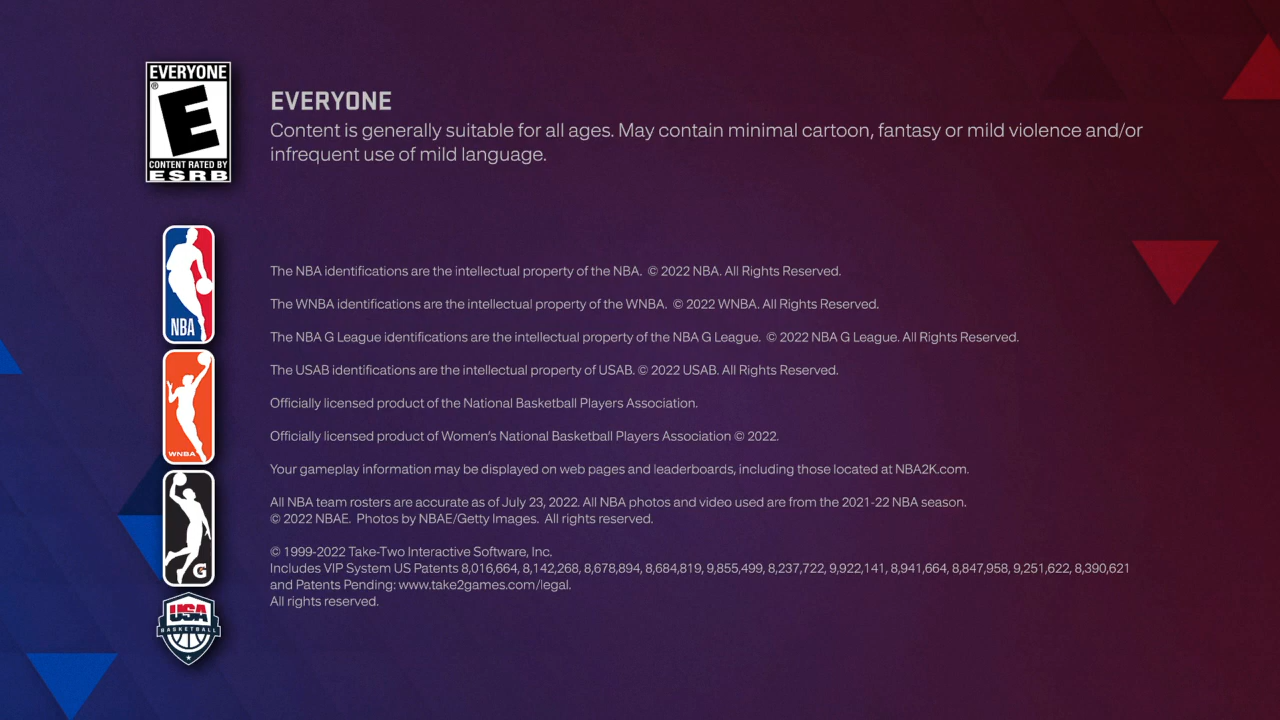 EVERYONE
®
E
CONTENT RATED BY
ESRB
EVERYONE
Content is generally suitable for all ages. May contain minimal cartoon, fantasy or mild violence and/or
infrequent use of mild language.
NBA
The NBA identifications are the intellectual property of the NBA. © 2022 NBA. All Rights Reserved.
The WNBA identifications are the intellectual property of the WNBA. © 2022 WNBA. All Rights Reserved.
The NBA G League identifications are the intellectual property of the NBA G League. © 2022 NBA G League. All Rights Reserved.
The USAB identifications are the intellectual property of USAB. © 2022 USAB. All Rights Reserved.
Officially licensed product of the National Basketball Players Association.
Officially licensed product of Women's National Basketball Players Association © 2022.
WNBA
Your gameplay information may be displayed on web pages and leaderboards, including those located at NBA2K.com.
All NBA team rosters are accurate as of July 23, 2022. All NBA photos and video used are from the 2021-22 NBA season.
© 2022 NBAE. Photos by NBAE/Getty Images. All rights reserved.
© 1999-2022 Take-Two Interactive Software, Inc.
Includes VIP System US Patents 8,016,664, 8,142,268, 8,678,894, 8,684,819, 9,855,499, 8,237,722, 9,922,141, 8,941,664, 8,847,958, 9,251,622, 8,390,621
and Patents Pending: www.take2games.com/legal.
All rights reserved.
G
USA
BASKETBALL